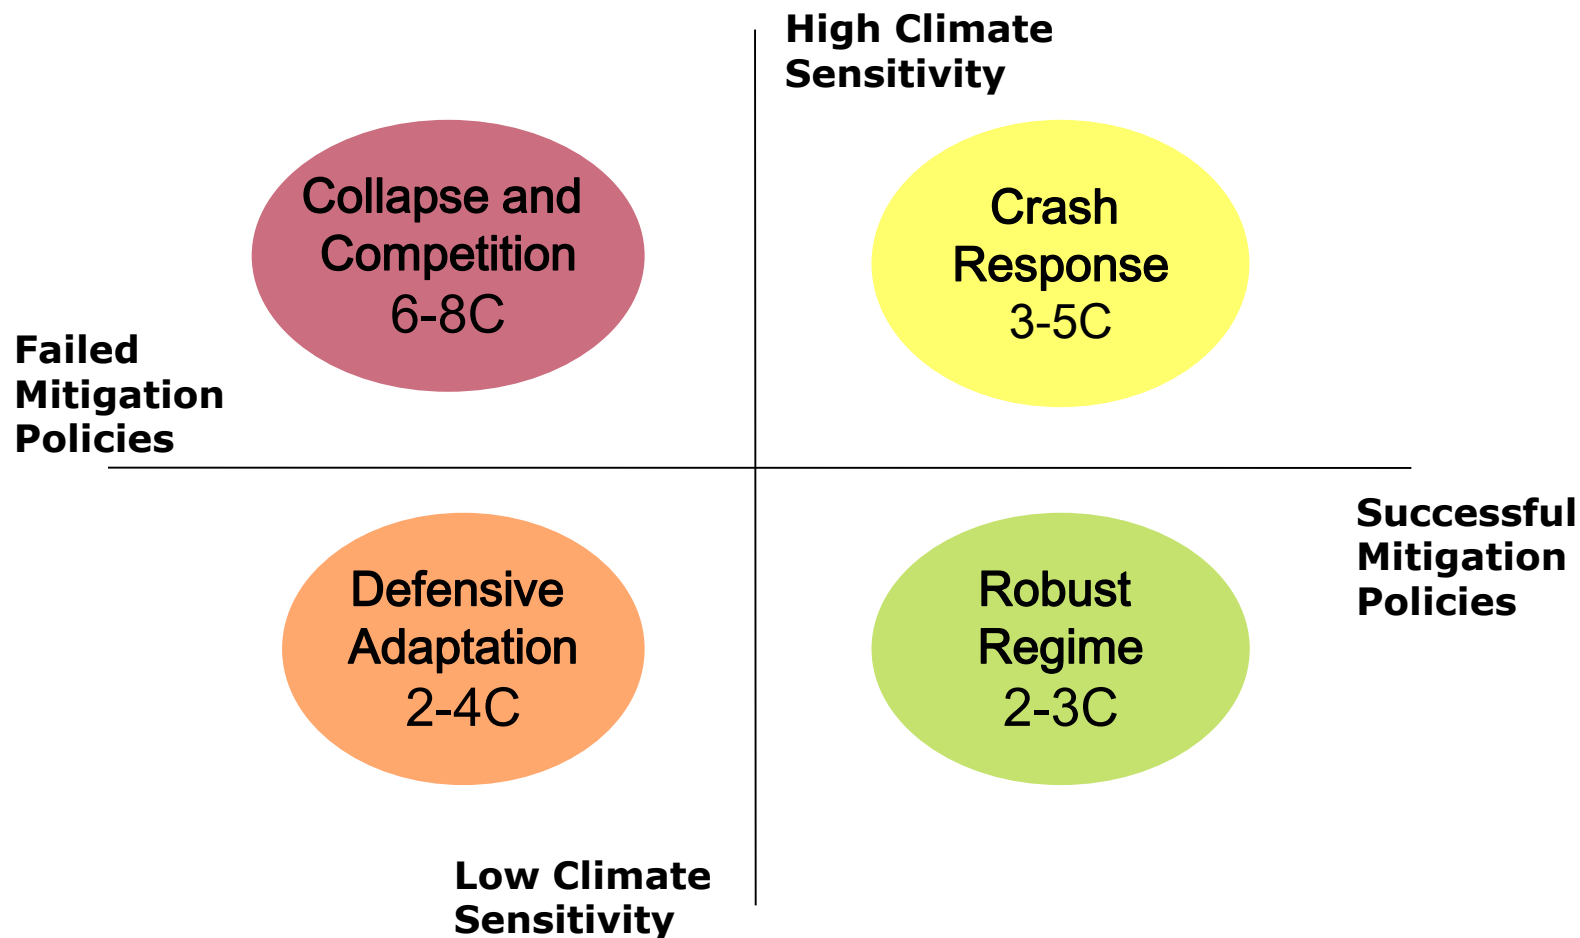 High Climate
Sensitivity
Collapse and
Competition
6-8C
Crash
Response
3-5C
Failed
Mitigation
Policies
Successful
Mitigation
Policies
Defensive
Adaptation
2-4C
Robust
Regime
2-3C
Low Climate
Sensitivity